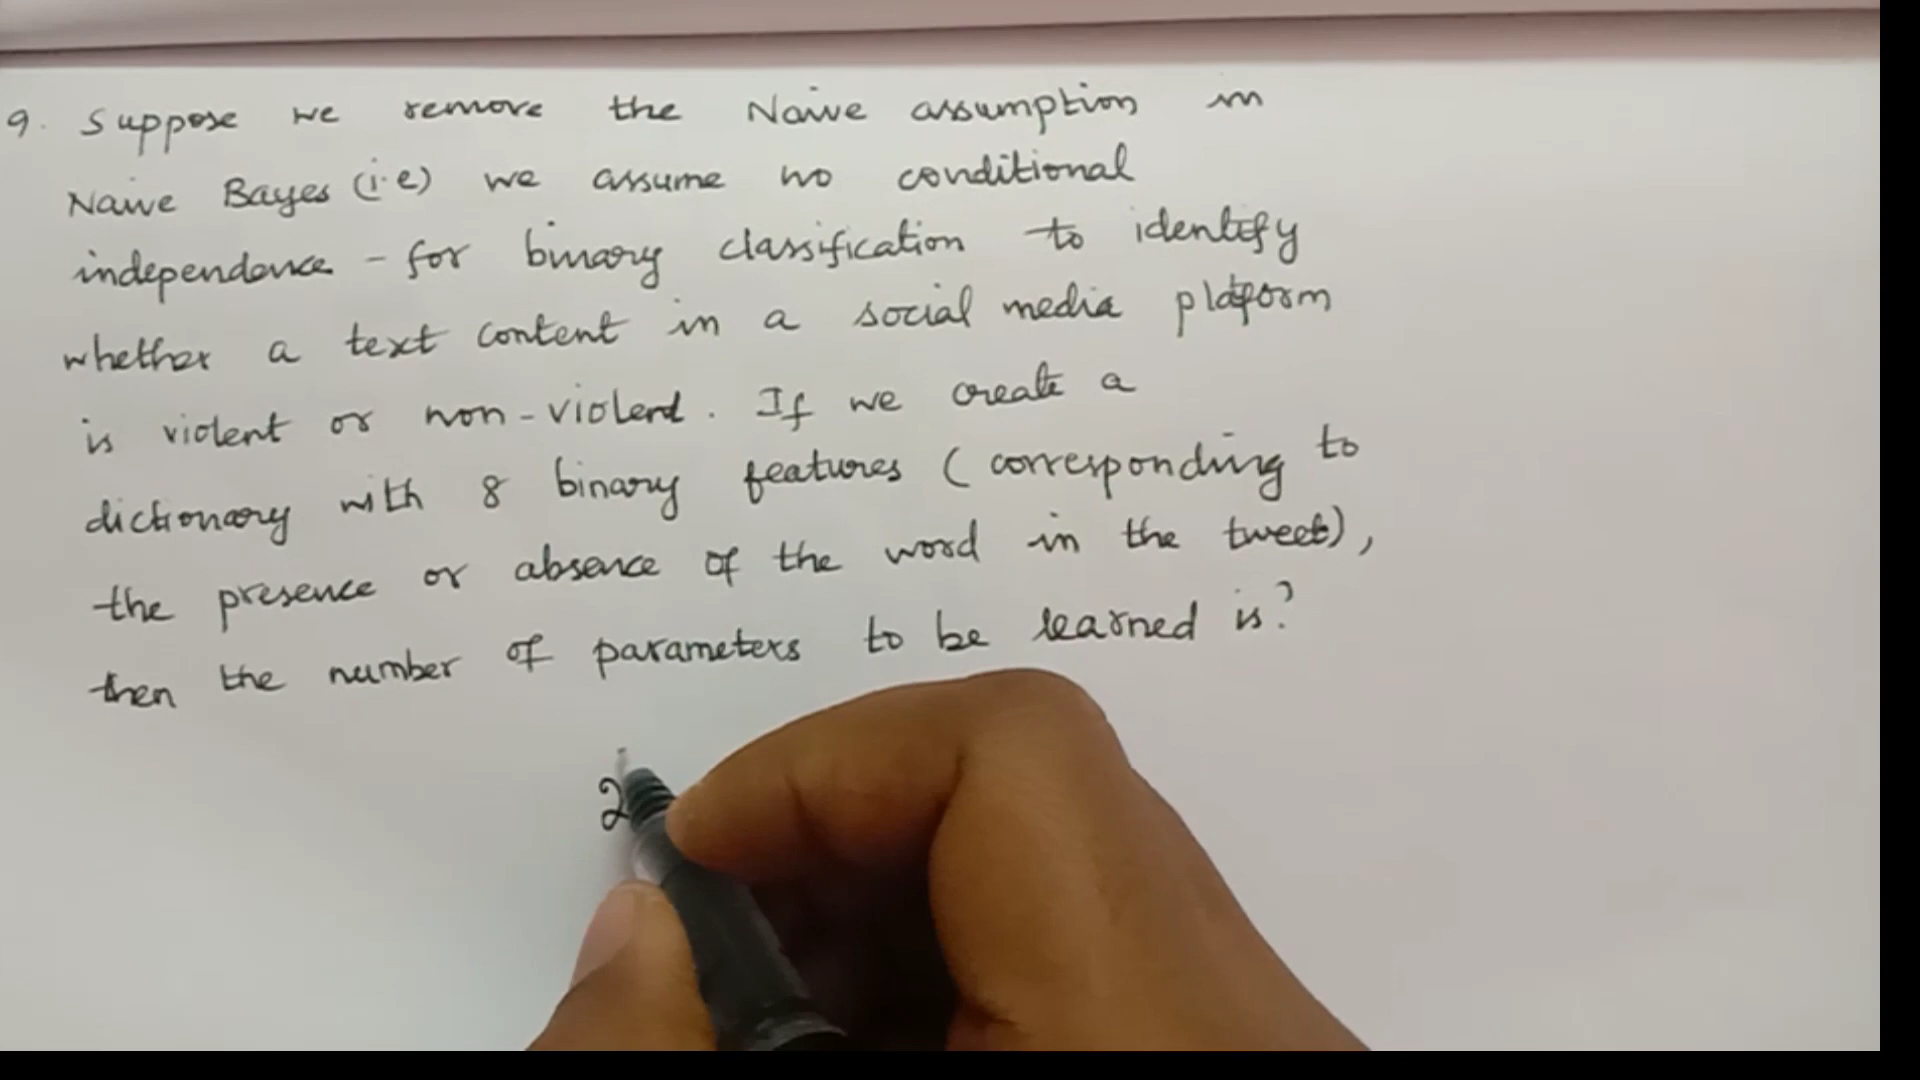 9. Suppose we remove the Naive assumption in
Naive Bayes (i.e) we assume no conditional
independence - for binary classification to identify
whether a text content in a social media platform
is violent or non-violent. If we create a
dictionary with 8 binary features (corresponding to
the presence or absence of the word in the tweet),
then the number of parameters to be learned is?
2